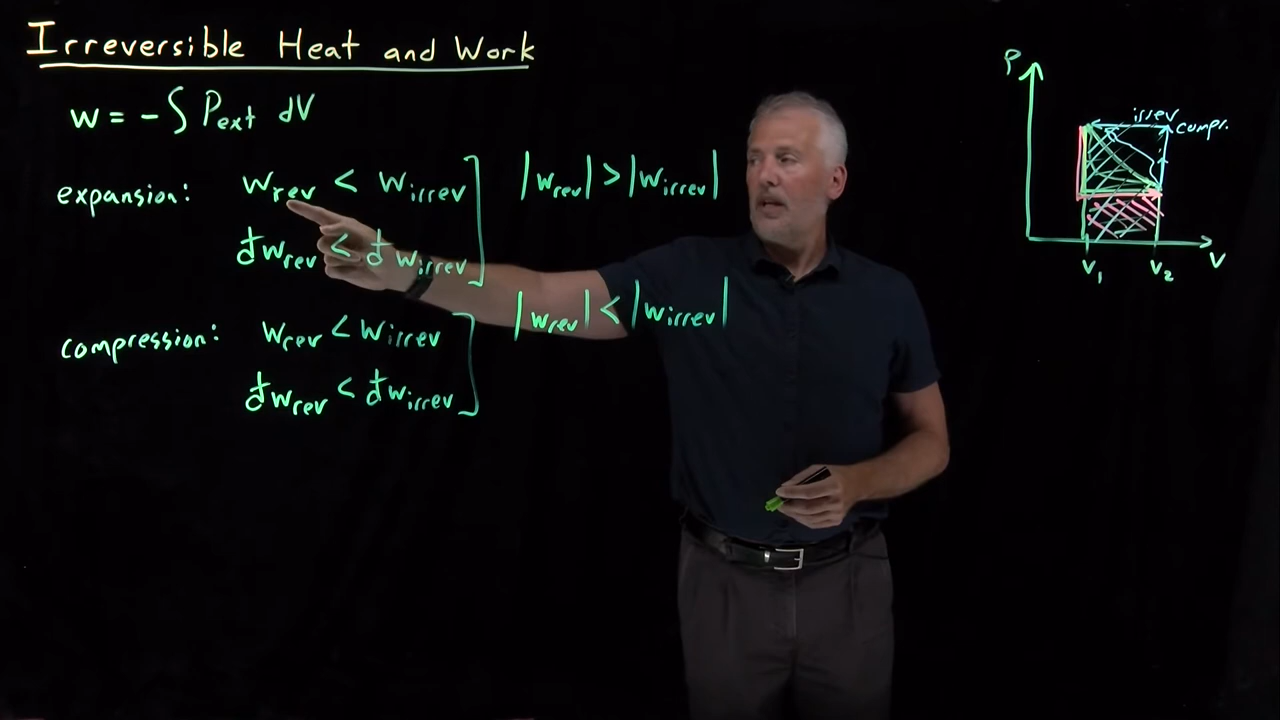 Irreversible Heat and Work
w = -∫ Pext dV
expansion: wrev < wirrev |wrev| > |wirrev|
đwrev < đwirrev
compression: wrev < wirrev |wrev| < |wirrev|
đwrev < đwirrev
P
irrev
compr.
V1 V2 V